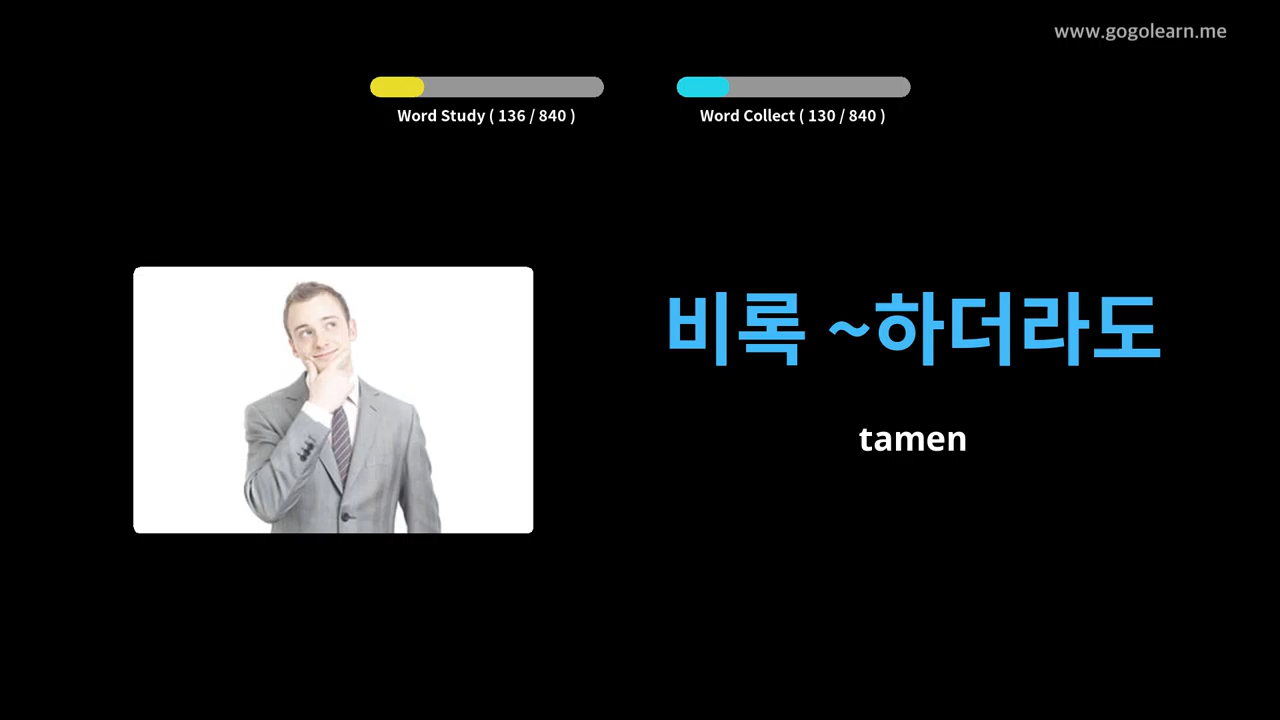 www.gogolearn.me
Word Study ( 136 / 840 )
Word Collect ( 130 / 840 )
비록 ~하더라도
tamen